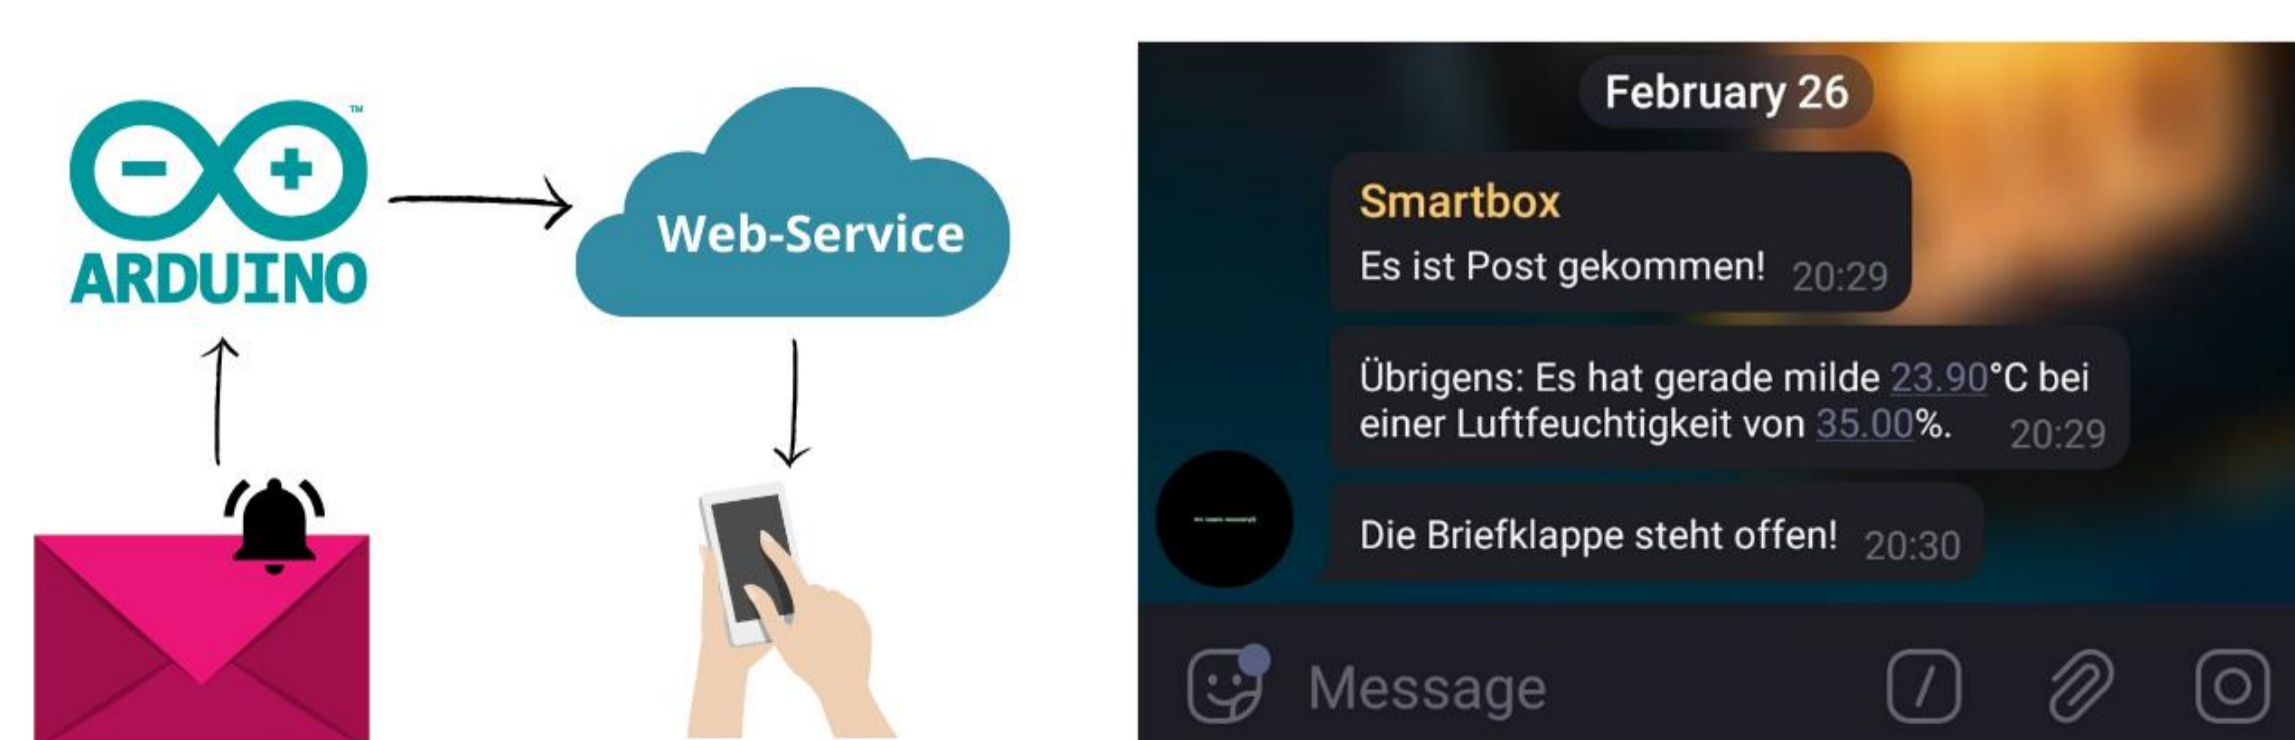 ™
ARDUINO
Web-Service
February 26
Smartbox
Es ist Post gekommen! 20:29
Übrigens: Es hat gerade milde 23.90°C bei
einer Luftfeuchtigkeit von 35.00%. 20:29
Die Briefklappe steht offen! 20:30
Message